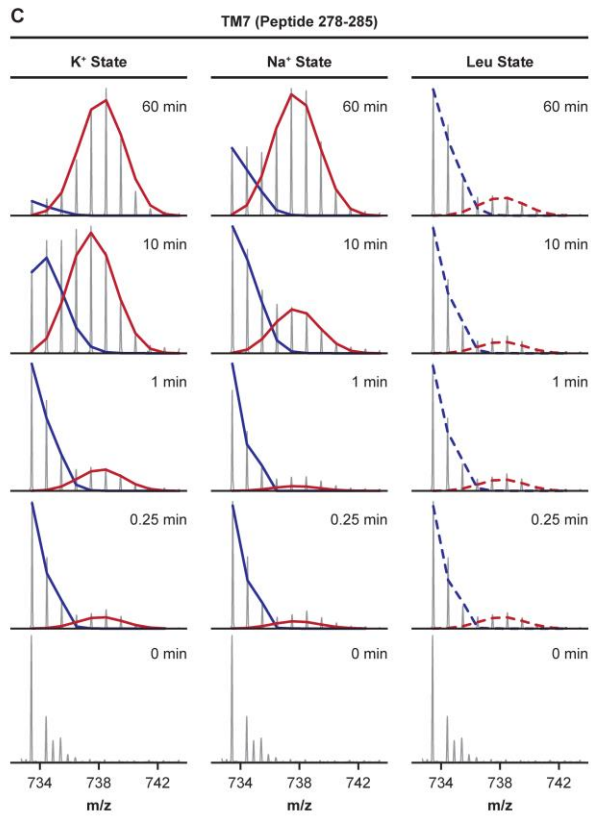 C
TM7 (Peptide 278-285)
K⁺ State Na⁺ State Leu State
60 min 60 min 60 min
10 min 10 min 10 min
1 min 1 min 1 min
0.25 min 0.25 min 0.25 min
0 min 0 min 0 min
734 738 742 734 738 742 734 738 742
m/z m/z m/z